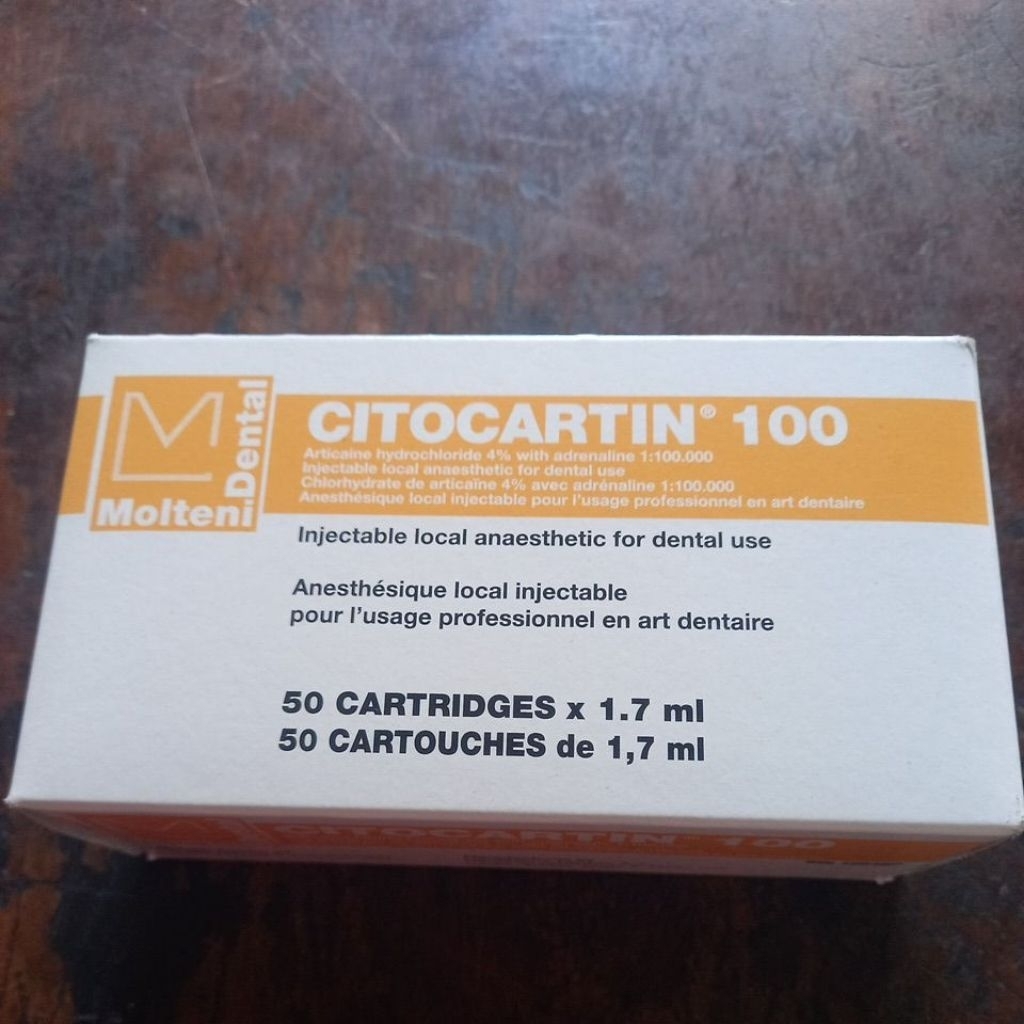 Molteni
Dental
CITOCARTIN® 100
Articaine hydrochloride 4% with adrenaline 1:100.000
Injectable local anaesthetic for dental use
Chlorhydrate de articaïne 4% avec adrénaline 1:100.000
Anesthésique local injectable pour l'usage professionnel en art dentaire
Injectable local anaesthetic for dental use
Anesthésique local injectable
pour l'usage professionnel en art dentaire
50 CARTRIDGES x 1.7 ml
50 CARTOUCHES de 1,7 ml
CITOCARTIN® 100